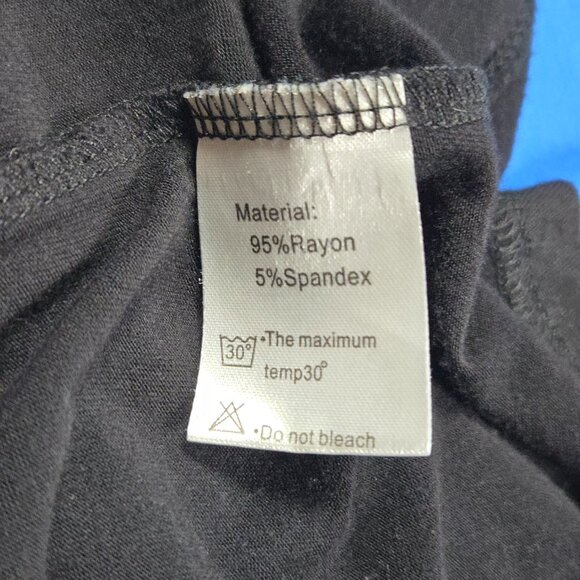 Material:
95%Rayon
5%Spandex
30° •The maximum
temp30°
•Do not bleach